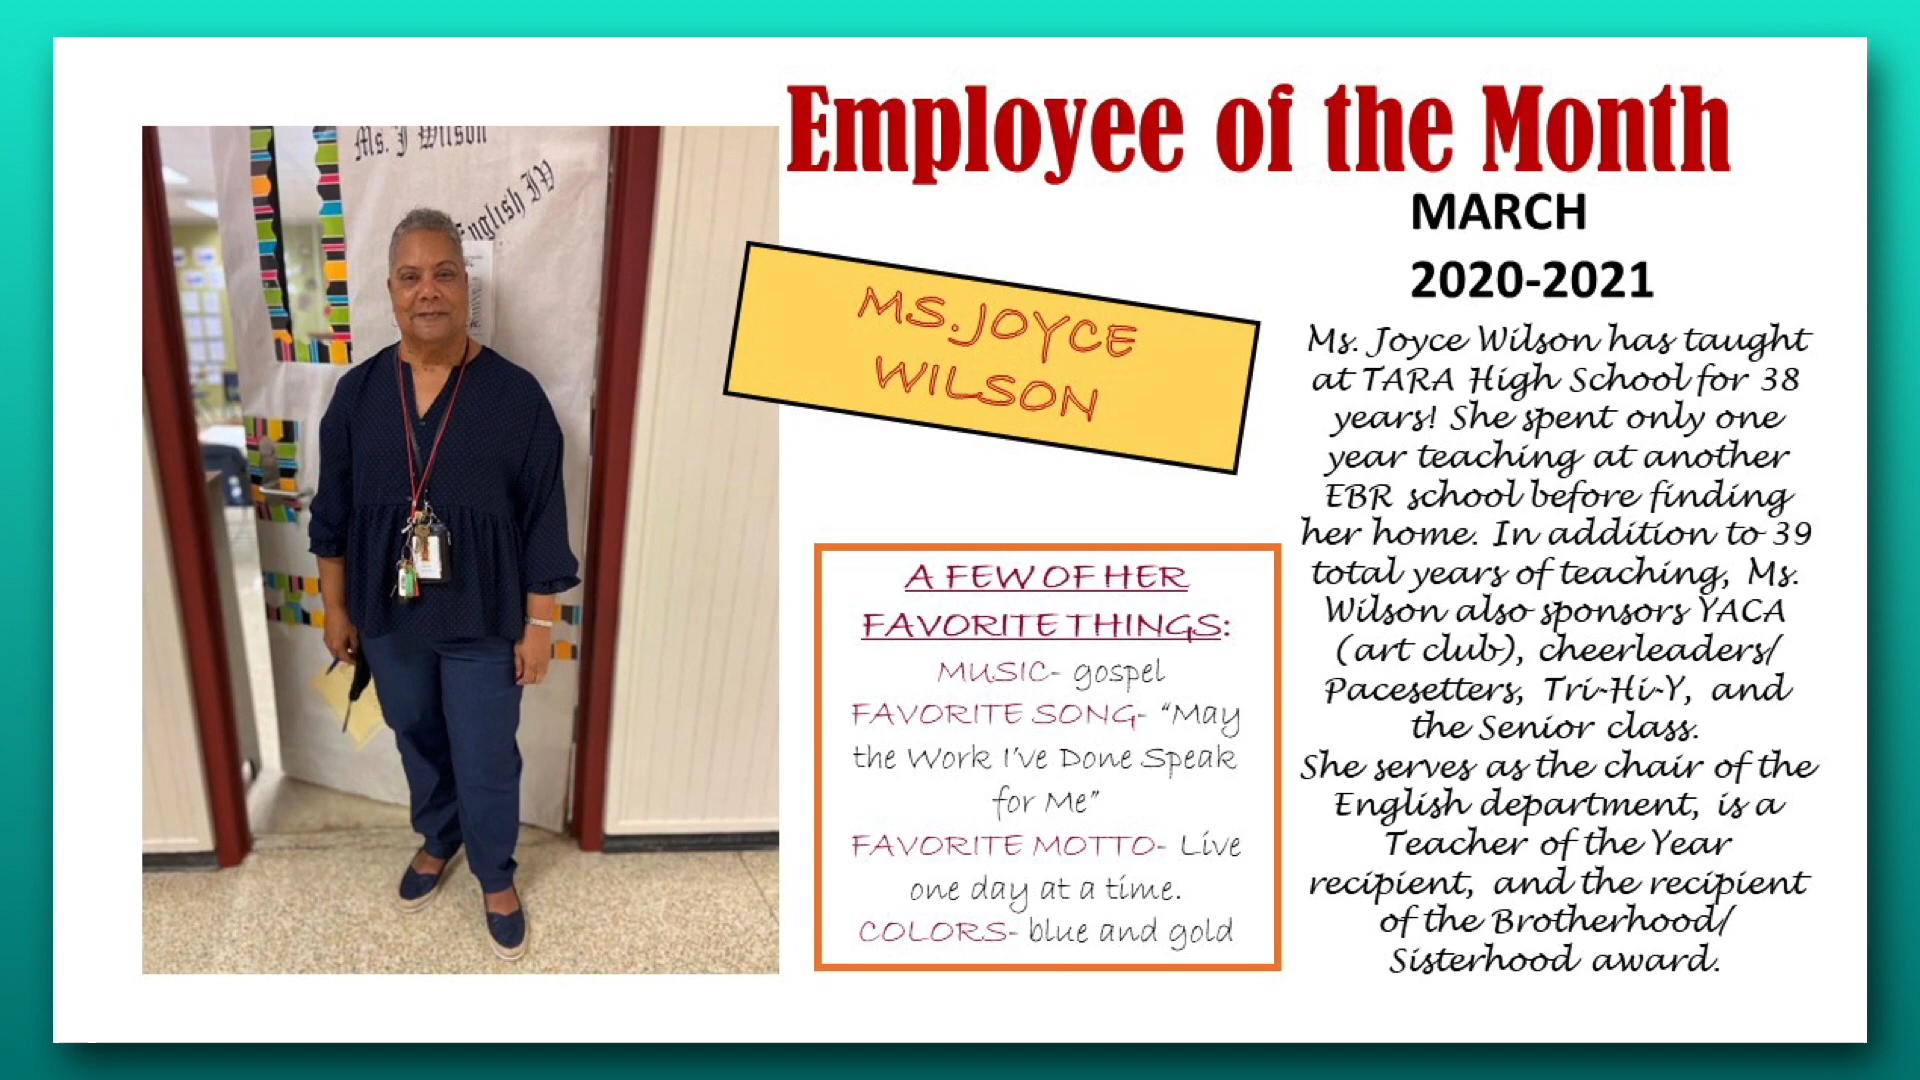 Employee of the Month
MARCH
2020-2021
Ms. J Wilson
English IV
MS. JOYCE
WILSON
A FEW OF HER
FAVORITE THINGS:
MUSIC- gospel
FAVORITE SONG- “May
the Work I’ve Done Speak
for Me”
FAVORITE MOTTO- Live
one day at a time.
COLORS- blue and gold
Ms. Joyce Wilson has taught
at TARA High School for 38
years! She spent only one
year teaching at another
EBR school before finding
her home. In addition to 39
total years of teaching, Ms.
Wilson also sponsors YACA
(art club), cheerleaders/
Pacesetters, Tri-Hi-Y, and
the Senior class.
She serves as the chair of the
English department, is a
Teacher of the Year
recipient, and the recipient
of the Brotherhood/
Sisterhood award.